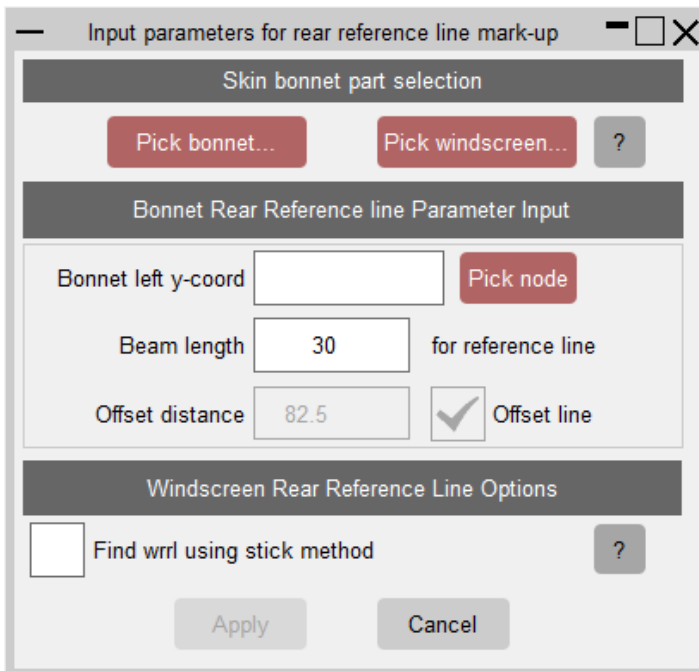 Input parameters for rear reference line mark-up
Skin bonnet part selection
Pick bonnet... Pick windscreen... ?
Bonnet Rear Reference line Parameter Input
Bonnet left y-coord Pick node
Beam length 30 for reference line
Offset distance 82.5 Offset line
Windscreen Rear Reference Line Options
Find wrrl using stick method ?
Apply Cancel